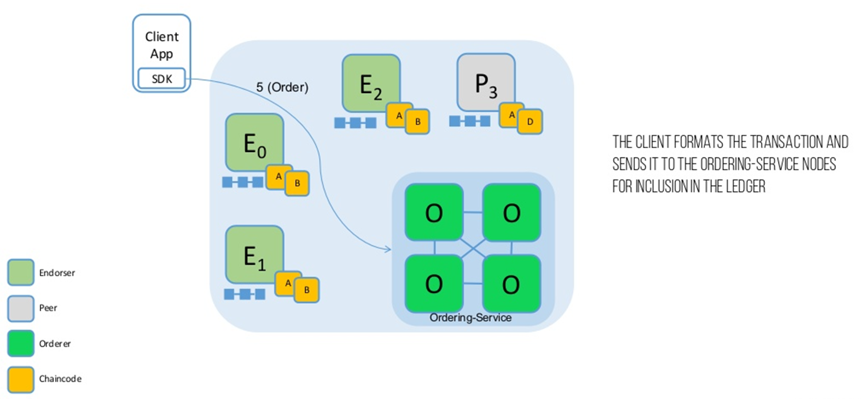 Client
App
SDK
5 (Order)
E2
A
B
P3
A
D
E0
A
B
E1
A
B
O
O
O
O
Ordering-Service
THE CLIENT FORMATS THE TRANSACTION AND
SENDS IT TO THE ORDERING-SERVICE NODES
FOR INCLUSION IN THE LEDGER
Endorser
Peer
Orderer
Chaincode